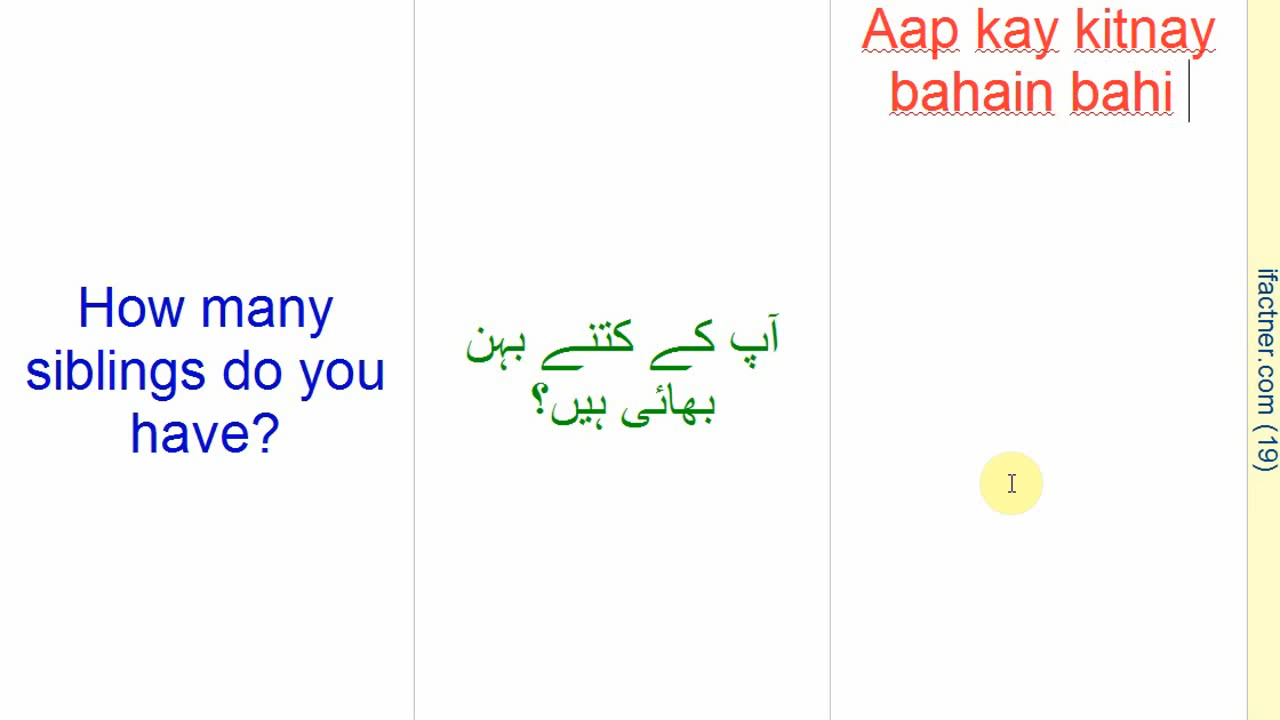 How many
siblings do you
have?
آپ کے کتنے بہن
بھائی ہیں؟
Aap kay kitnay
bahain bahi
ifactner.com (19)